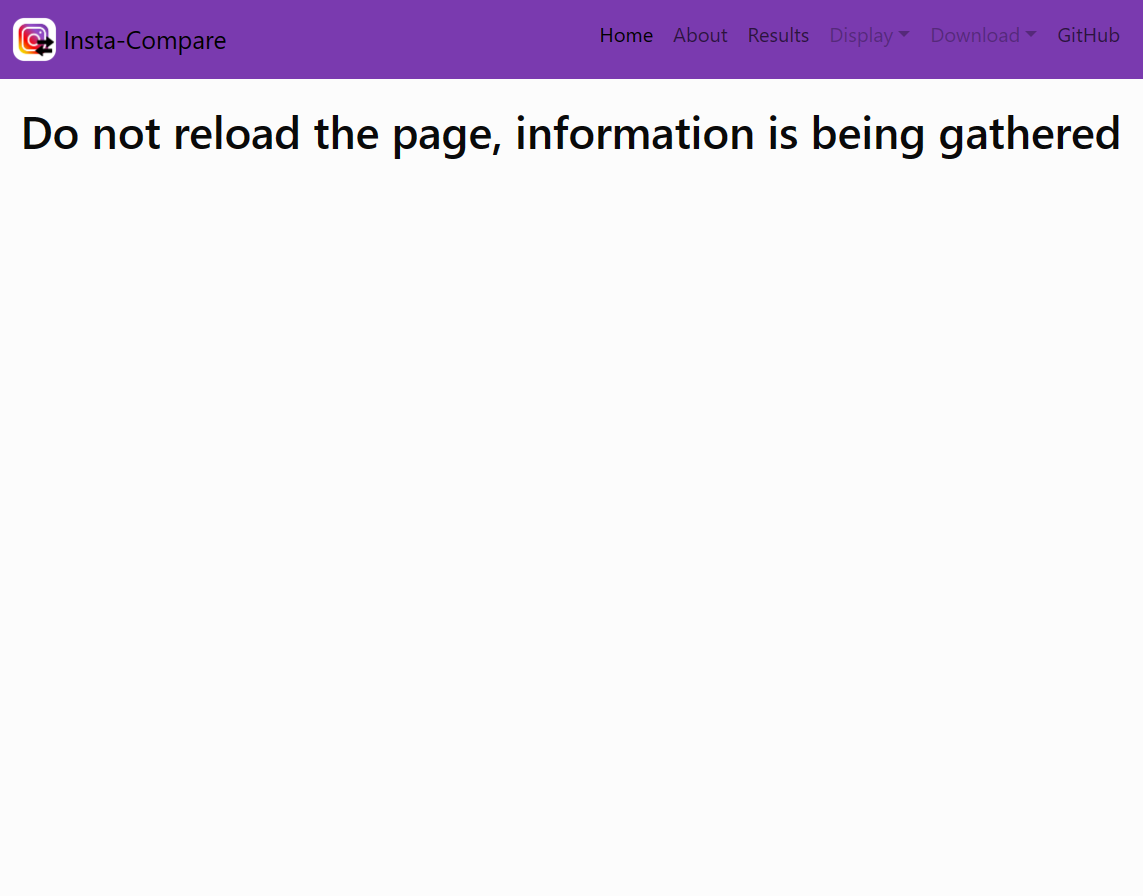 Insta-Compare Home About Results Display Download GitHub
Do not reload the page, information is being gathered